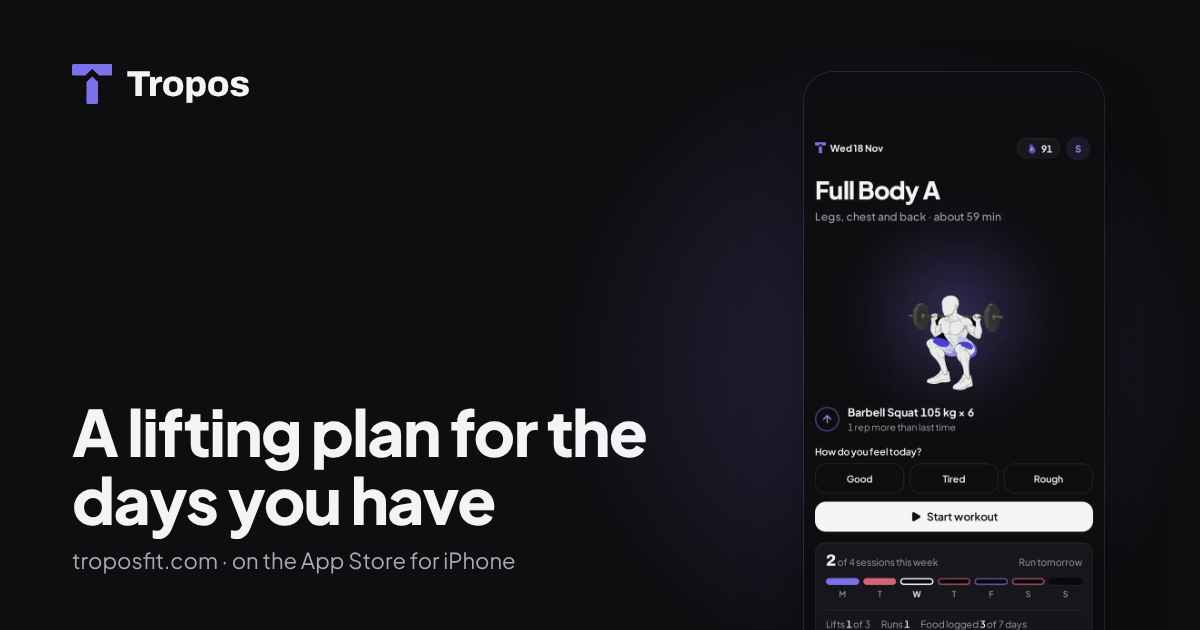 Tropos
A lifting plan for the
days you have
troposfit.com · on the App Store for iPhone
Wed 18 Nov
91
S
Full Body A
Legs, chest and back · about 59 min
Barbell Squat 105 kg × 6
1 rep more than last time
How do you feel today?
Good Tired Rough
Start workout
2 of 4 sessions this week Run tomorrow
M T W T F S S
Lifts 1 of 3 Runs 1 Food logged 3 of 7 days